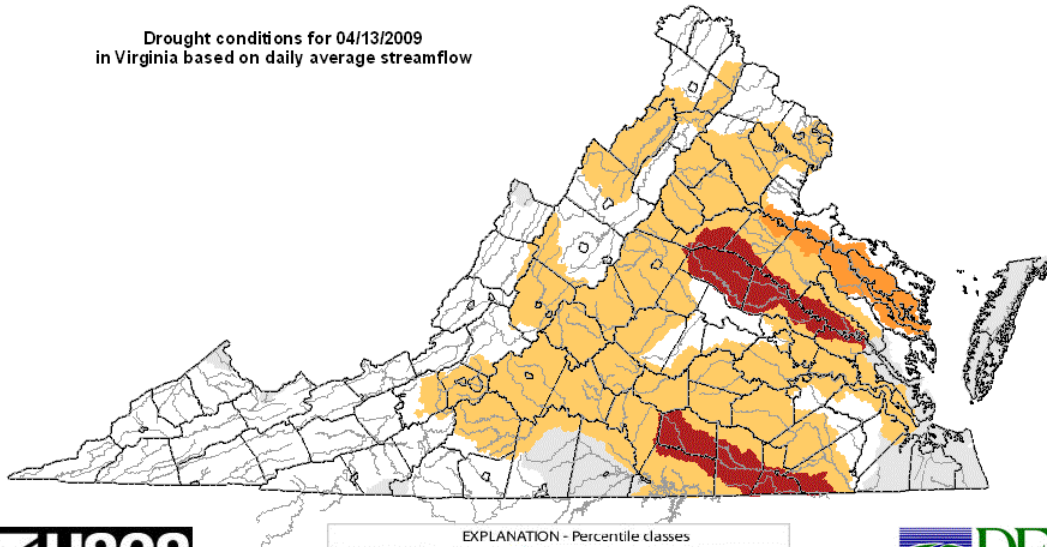 Drought conditions for 04/13/2009
in Virginia based on daily average streamflow
EXPLANATION - Percentile classes